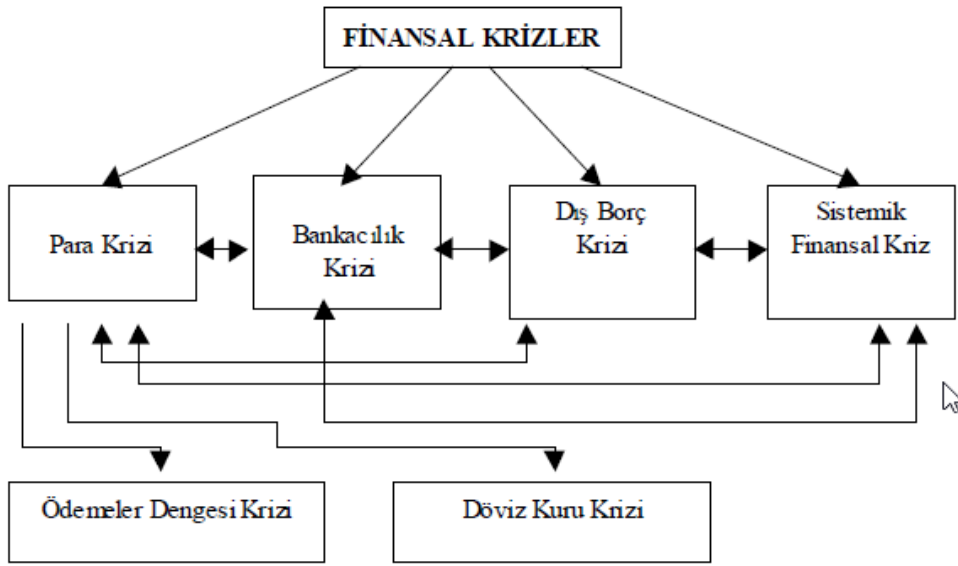 FİNANSAL KRİZLER
Para Krizi
Bankacılık
Krizi
Dış Borç
Krizi
Sistemik
Finansal Kriz
Ödemeler Dengesi Krizi
Döviz Kuru Krizi